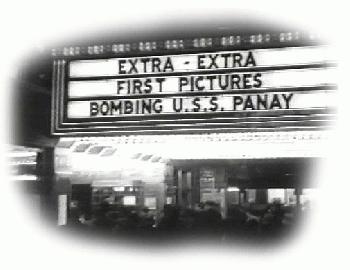 EXTRA - EXTRA
FIRST PICTURES
BOMBING U.S.S. PANAY